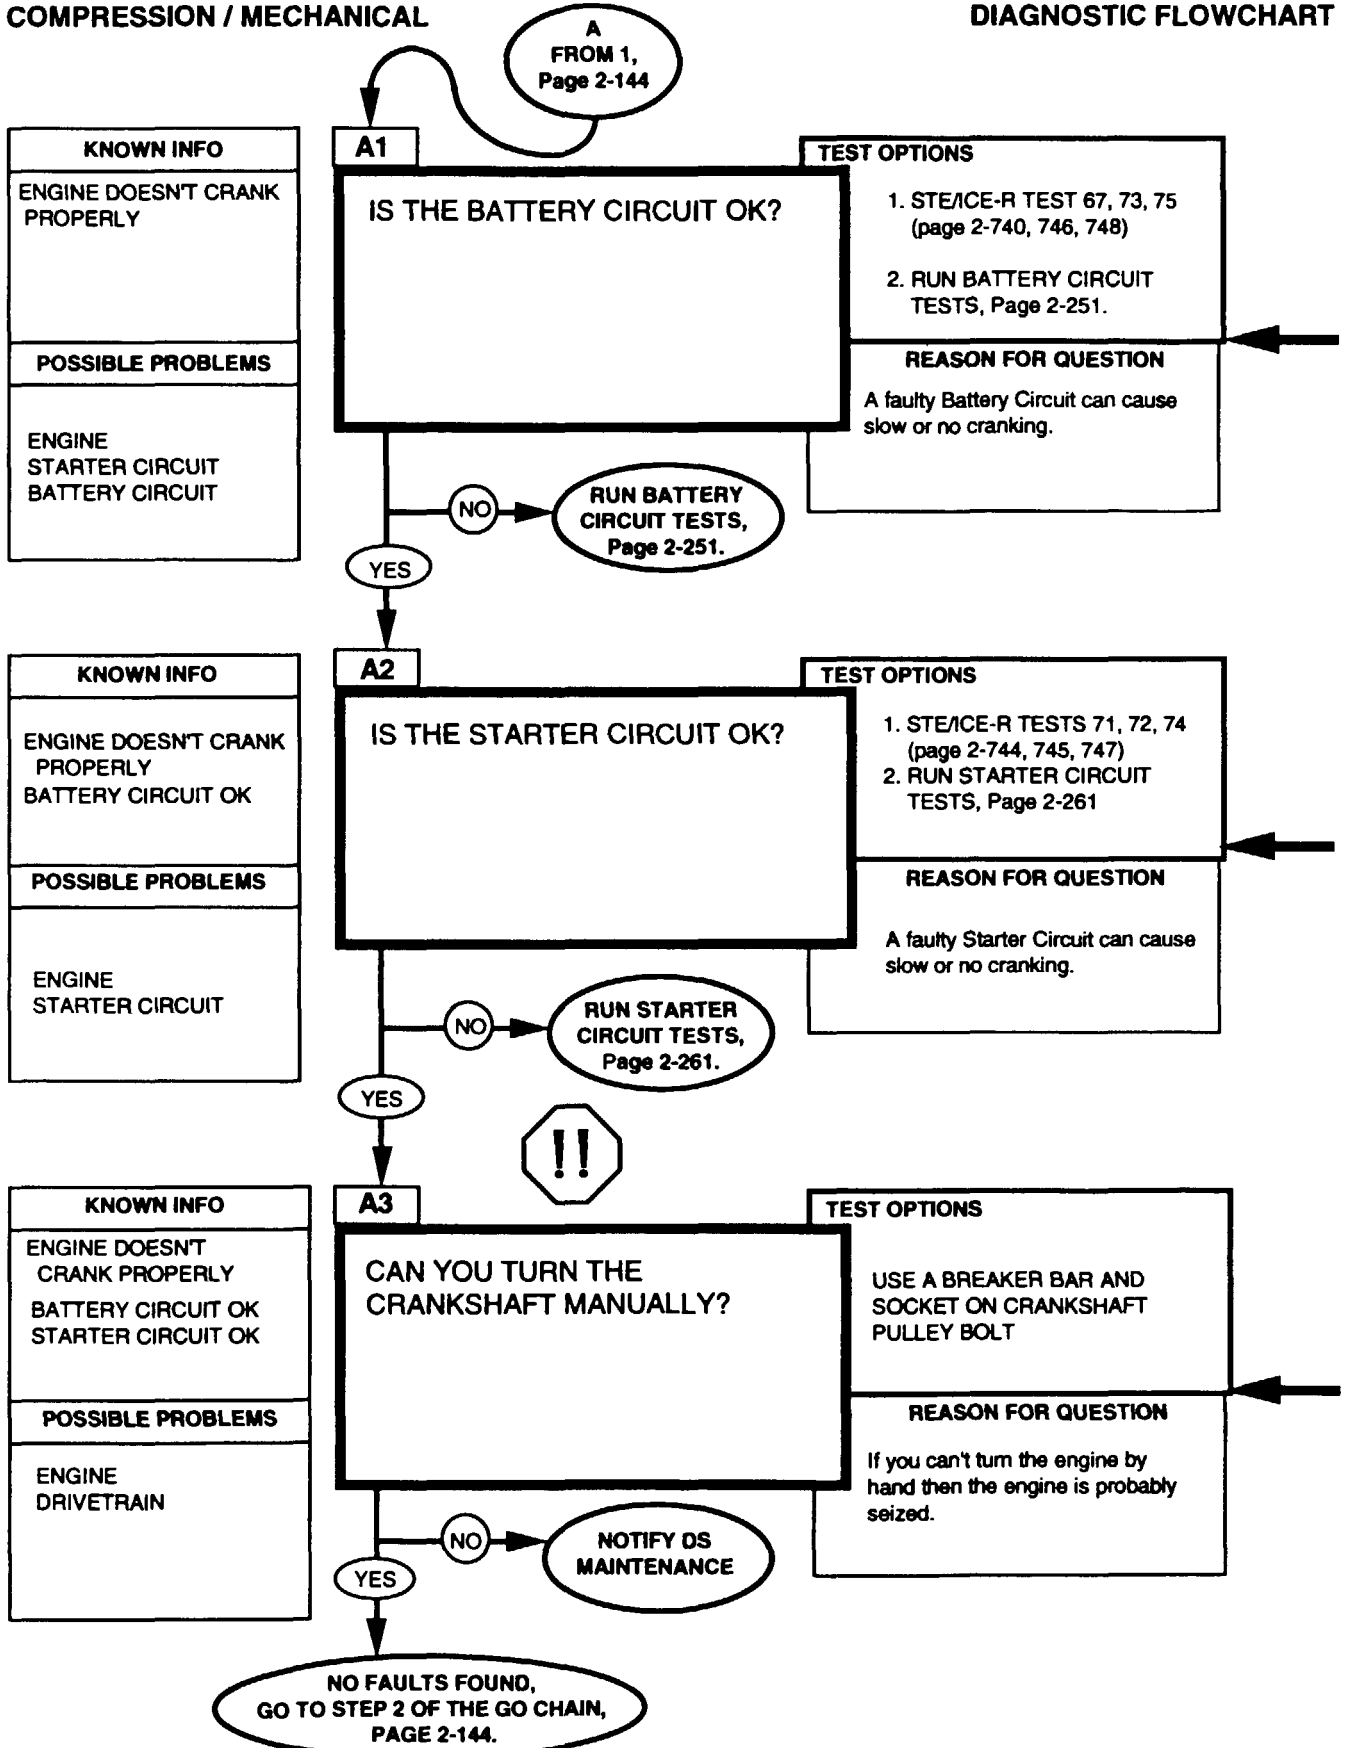 COMPRESSION / MECHANICAL
DIAGNOSTIC FLOWCHART
A
FROM 1,
Page 2-144
KNOWN INFO
ENGINE DOESN'T CRANK
PROPERLY
POSSIBLE PROBLEMS
ENGINE
STARTER CIRCUIT
BATTERY CIRCUIT
A1
IS THE BATTERY CIRCUIT OK?
TEST OPTIONS
1. STE/ICE-R TEST 67, 73, 75
(page 2-740, 746, 748)
2. RUN BATTERY CIRCUIT
TESTS, Page 2-251.
REASON FOR QUESTION
A faulty Battery Circuit can cause
slow or no cranking.
NO
RUN BATTERY
CIRCUIT TESTS,
Page 2-251.
YES
KNOWN INFO
ENGINE DOESN'T CRANK
PROPERLY
BATTERY CIRCUIT OK
POSSIBLE PROBLEMS
ENGINE
STARTER CIRCUIT
A2
IS THE STARTER CIRCUIT OK?
TEST OPTIONS
1. STE/ICE-R TESTS 71, 72, 74
(page 2-744, 745, 747)
2. RUN STARTER CIRCUIT
TESTS, Page 2-261
REASON FOR QUESTION
A faulty Starter Circuit can cause
slow or no cranking.
NO
RUN STARTER
CIRCUIT TESTS,
Page 2-261.
YES
!!
KNOWN INFO
ENGINE DOESN'T
CRANK PROPERLY
BATTERY CIRCUIT OK
STARTER CIRCUIT OK
POSSIBLE PROBLEMS
ENGINE
DRIVETRAIN
A3
CAN YOU TURN THE
CRANKSHAFT MANUALLY?
TEST OPTIONS
USE A BREAKER BAR AND
SOCKET ON CRANKSHAFT
PULLEY BOLT
REASON FOR QUESTION
If you can't turn the engine by
hand then the engine is probably
seized.
NO
NOTIFY DS
MAINTENANCE
YES
NO FAULTS FOUND,
GO TO STEP 2 OF THE GO CHAIN,
PAGE 2-144.